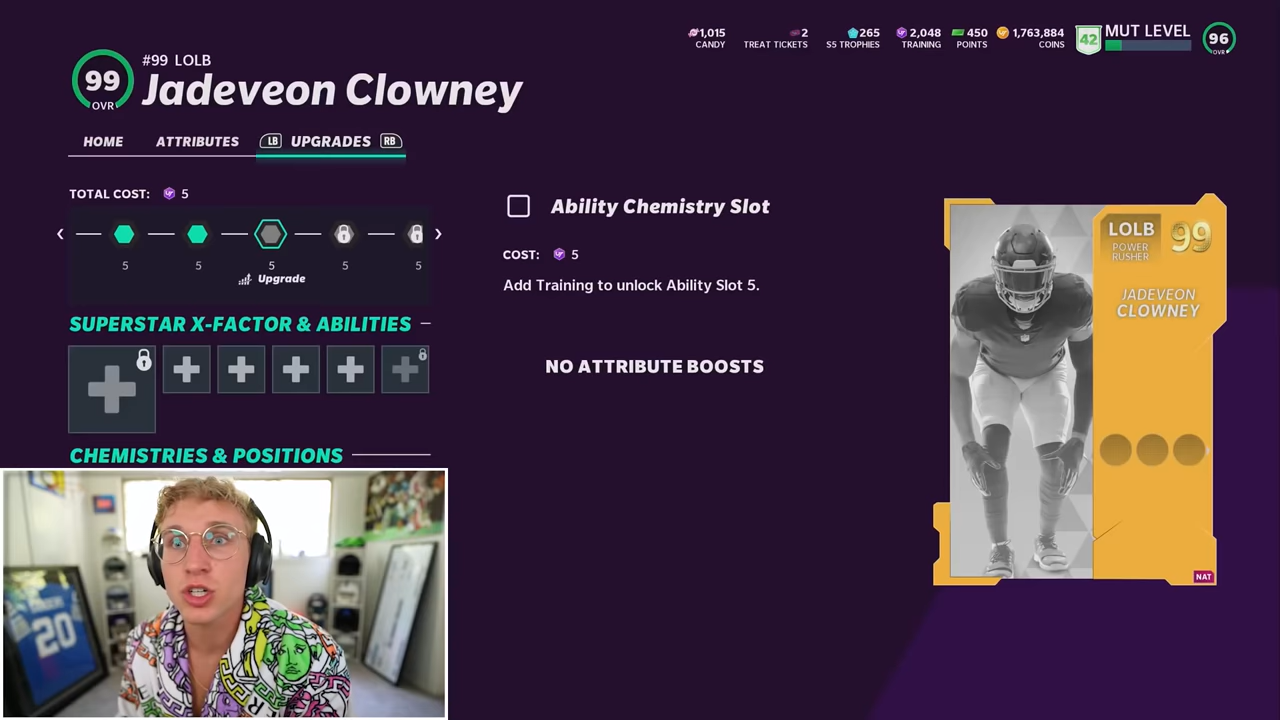 1,015
CANDY
2
TREAT TICKETS
265
S5 TROPHIES
2,048
TRAINING
450
POINTS
1,763,884
COINS
42
MUT LEVEL
96
OVR
99
OVR
#99 LOLB
Jadeveon Clowney
HOME
ATTRIBUTES
LB
UPGRADES
RB
TOTAL COST: 5
5
5
5
5
5
Upgrade
SUPERSTAR X-FACTOR & ABILITIES
CHEMISTRIES & POSITIONS
Ability Chemistry Slot
COST: 5
Add Training to unlock Ability Slot 5.
NO ATTRIBUTE BOOSTS
LOLB
POWER
RUSHER
99
JADEVEON
CLOWNEY
NAT
20